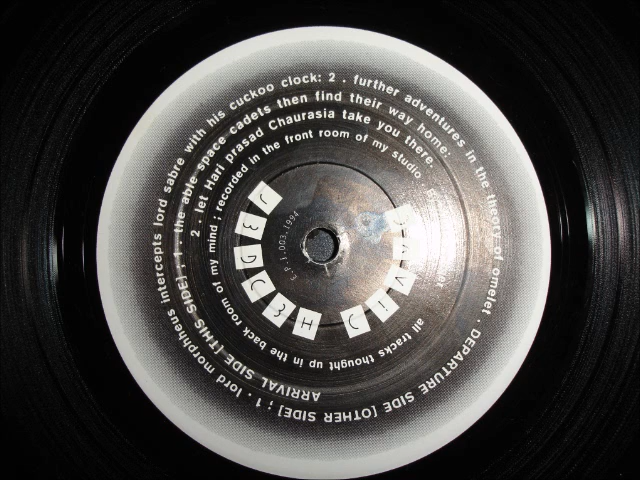 DEPARTURE SIDE [OTHER SIDE] ; 1 . lord morpheus intercepts lord sabre with his cuckoo clock: 2 . further adventures in the theory of omelet .
ARRIVAL SIDE [THIS SIDE] ; 1 . the able space cadets then find their way home:
2 . let Hari prasad Chaurasia take you there.
all tracks thought up in the back room of my mind ; recorded in the front room of my studio
E.P.1.003.1994